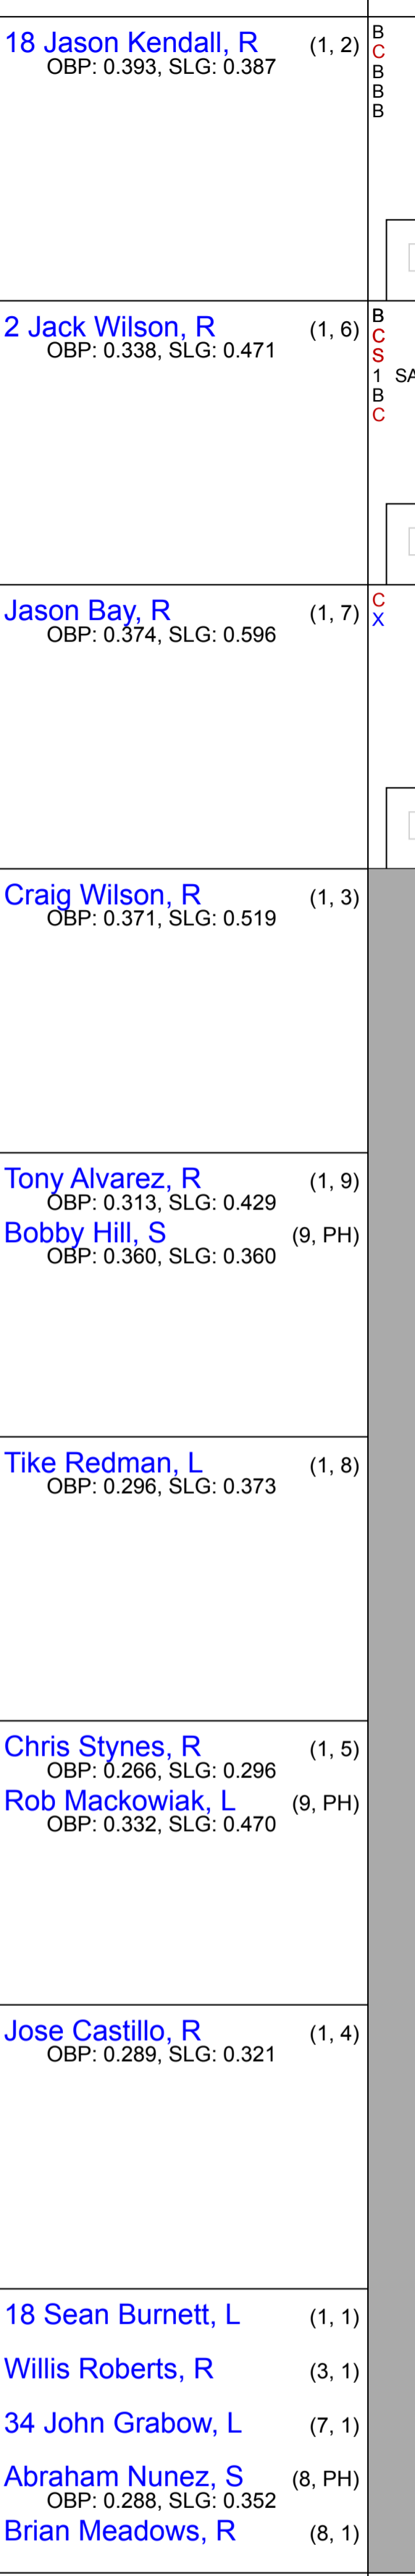 18 Jason Kendall, R (1, 2) B
OBP: 0.393, SLG: 0.387 C
B
B
B
2 Jack Wilson, R (1, 6) B
OBP: 0.338, SLG: 0.471 C
S
1 SA
B
C
Jason Bay, R (1, 7) C
OBP: 0.374, SLG: 0.596 X
Craig Wilson, R (1, 3)
OBP: 0.371, SLG: 0.519
Tony Alvarez, R (1, 9)
OBP: 0.313, SLG: 0.429
Bobby Hill, S (9, PH)
OBP: 0.360, SLG: 0.360
Tike Redman, L (1, 8)
OBP: 0.296, SLG: 0.373
Chris Stynes, R (1, 5)
OBP: 0.266, SLG: 0.296
Rob Mackowiak, L (9, PH)
OBP: 0.332, SLG: 0.470
Jose Castillo, R (1, 4)
OBP: 0.289, SLG: 0.321
18 Sean Burnett, L (1, 1)
Willis Roberts, R (3, 1)
34 John Grabow, L (7, 1)
Abraham Nunez, S (8, PH)
OBP: 0.288, SLG: 0.352
Brian Meadows, R (8, 1)